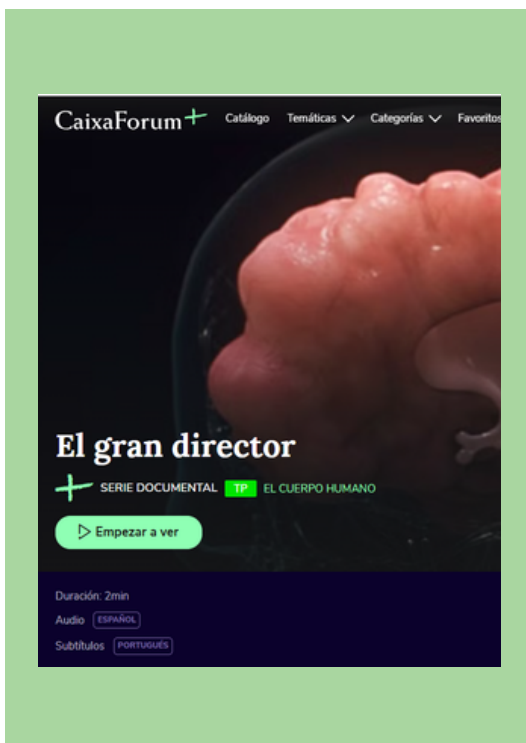 CaixaForum+ Catálogo Temáticas Categorías Favoritos
El gran director
SERIE DOCUMENTAL TP EL CUERPO HUMANO
Empezar a ver
Duración: 2min
Audio ESPAÑOL
Subtítulos PORTUGUÉS